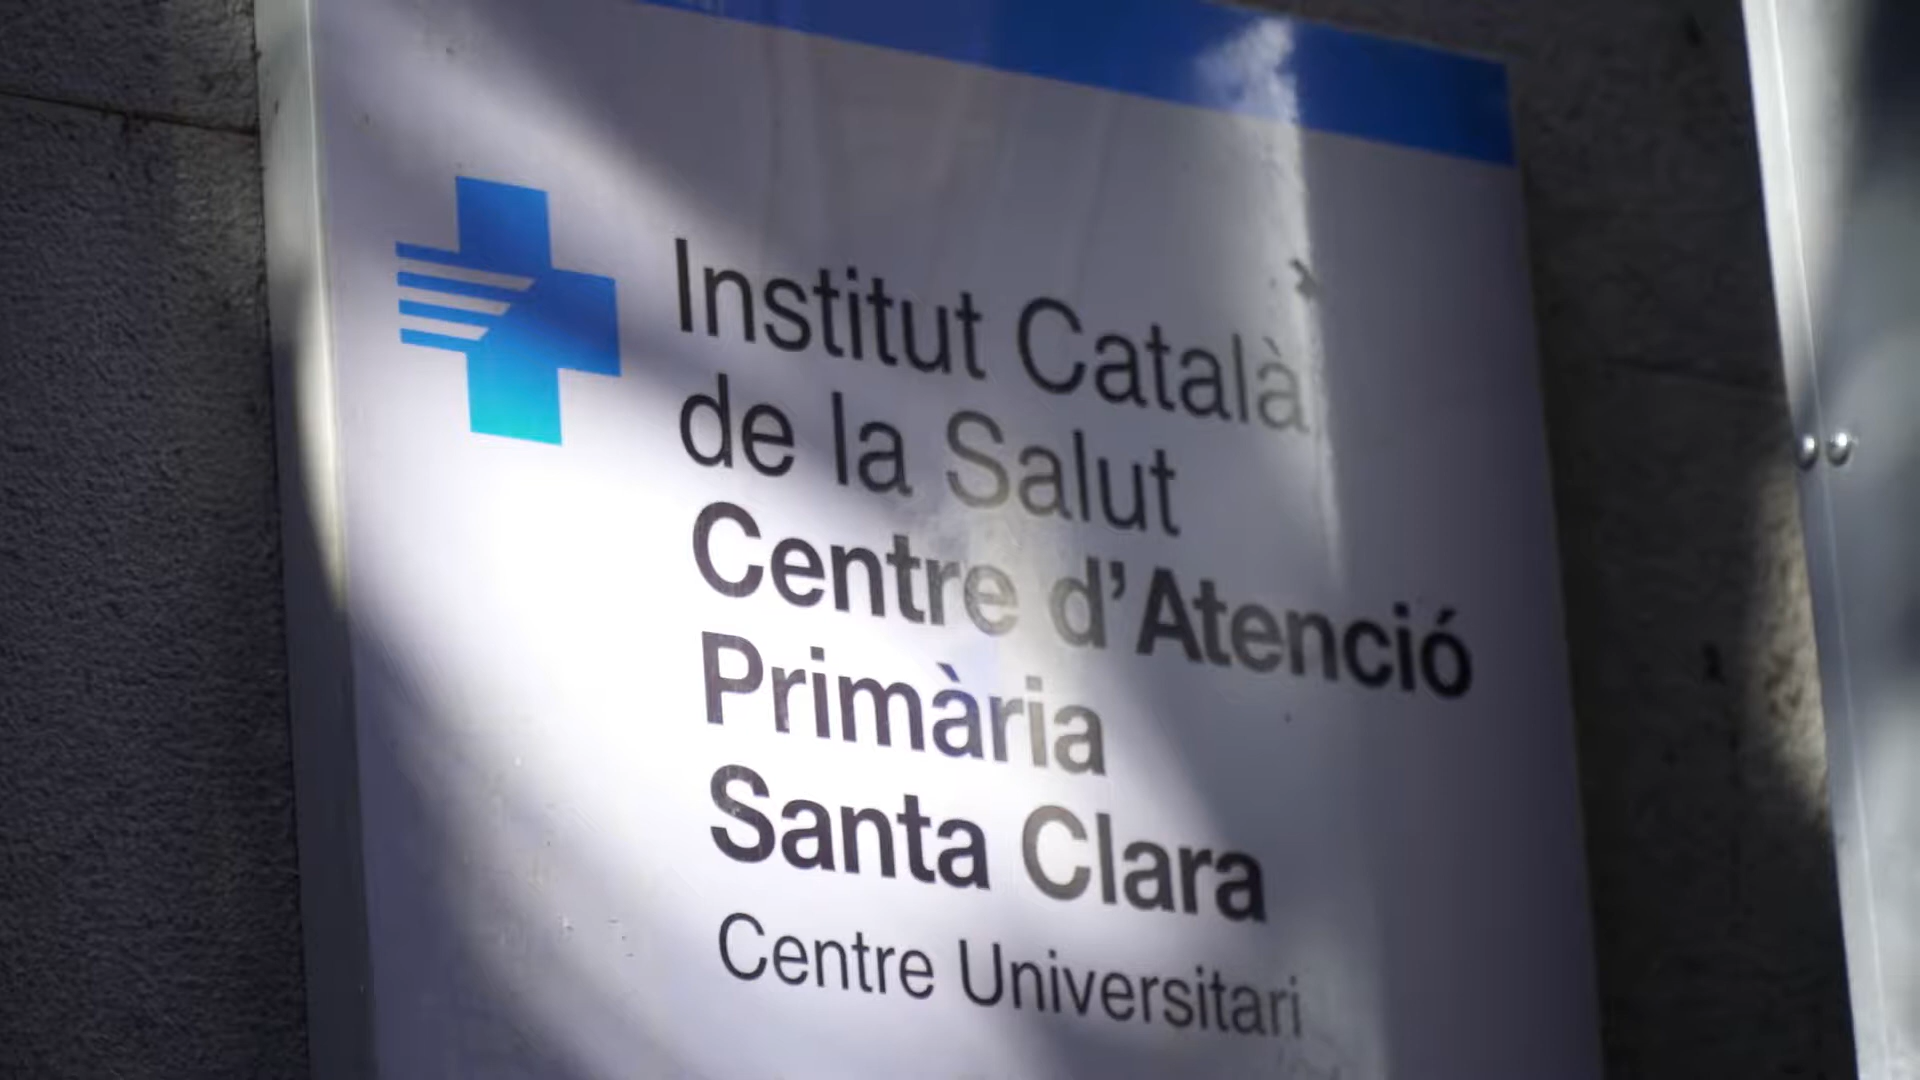 Institut Català
de la Salut
Centre d'Atenció
Primària
Santa Clara
Centre Universitari